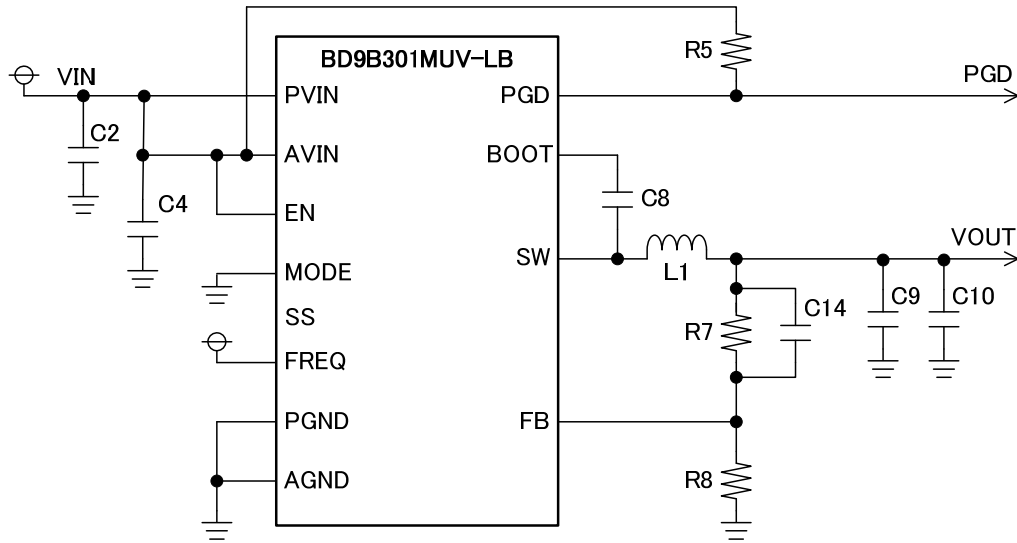 BD9B301MUV-LB
R5
VIN
PGD
PVIN
PGD
C2
AVIN
BOOT
C4
C8
EN
SW
VOUT
L1
MODE
C9
C10
C14
SS
R7
FREQ
PGND
FB
AGND
R8